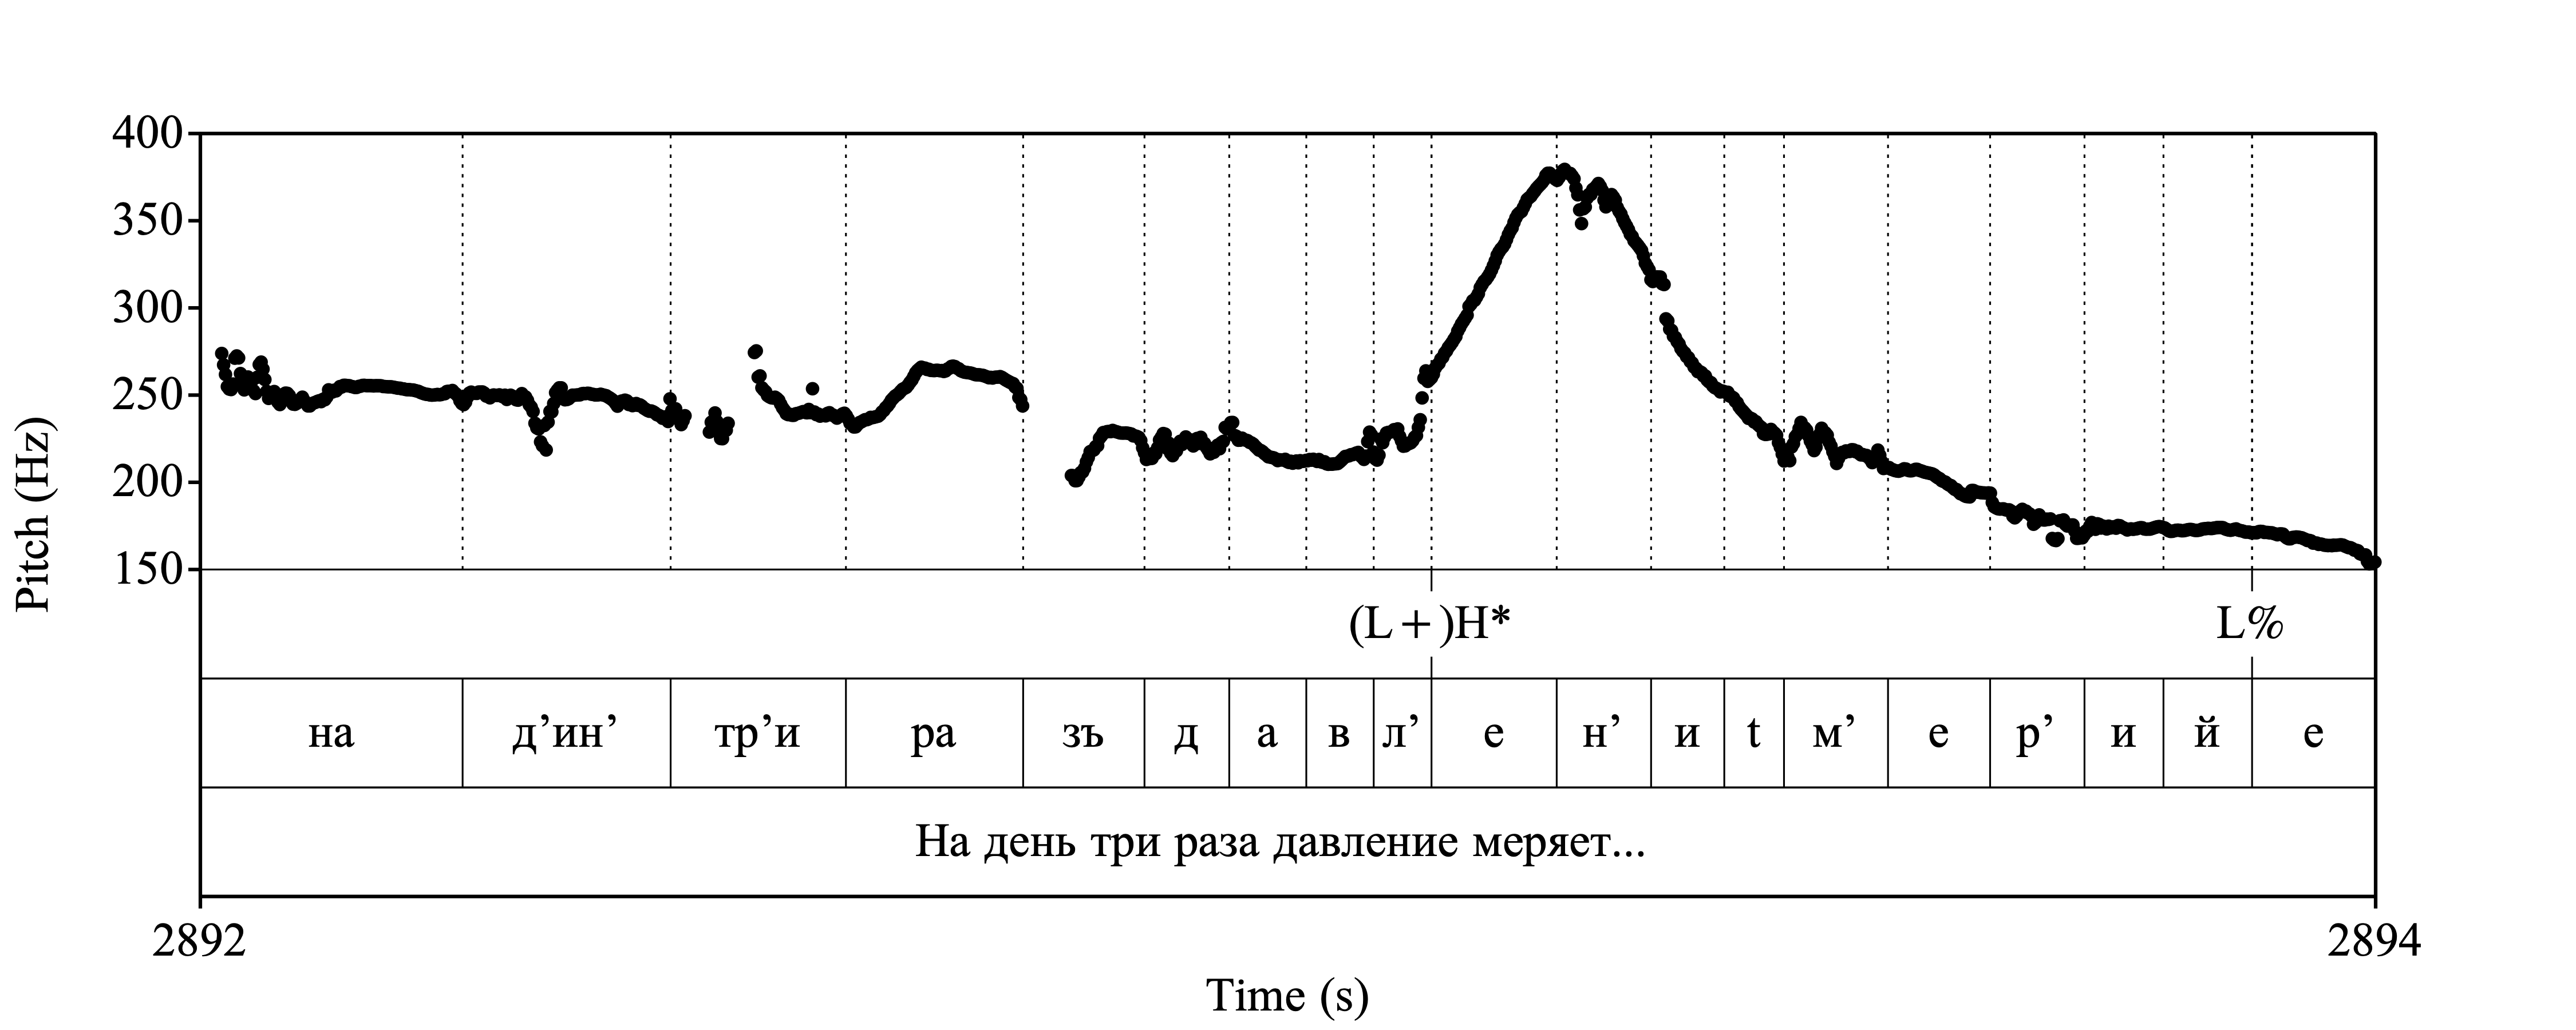 400
350
300
250
200
150
Pitch (Hz)
(L+)H* L%
на д’ин’ тр’и ра зъ д а в л’ е н’ и t м’ е р’ и й е
На день три раза давление меряет...
2892 2894
Time (s)